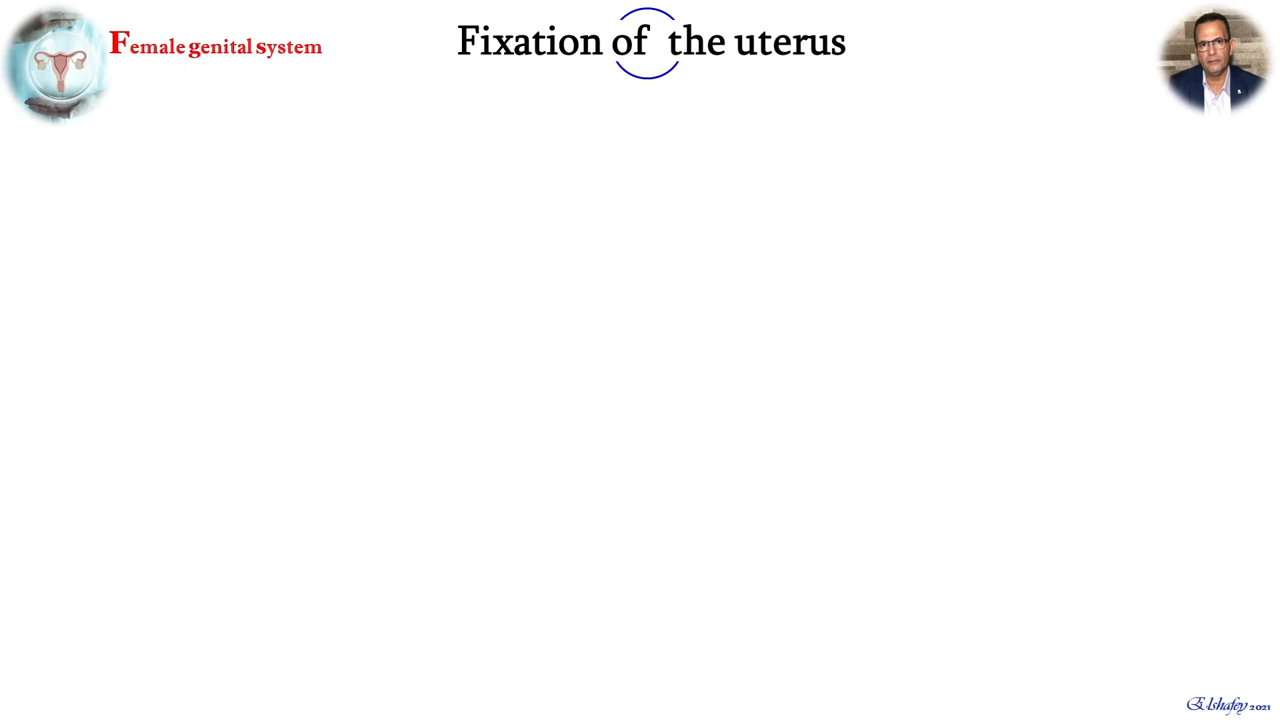 Female genital system
Fixation of the uterus
Elshafey 2021